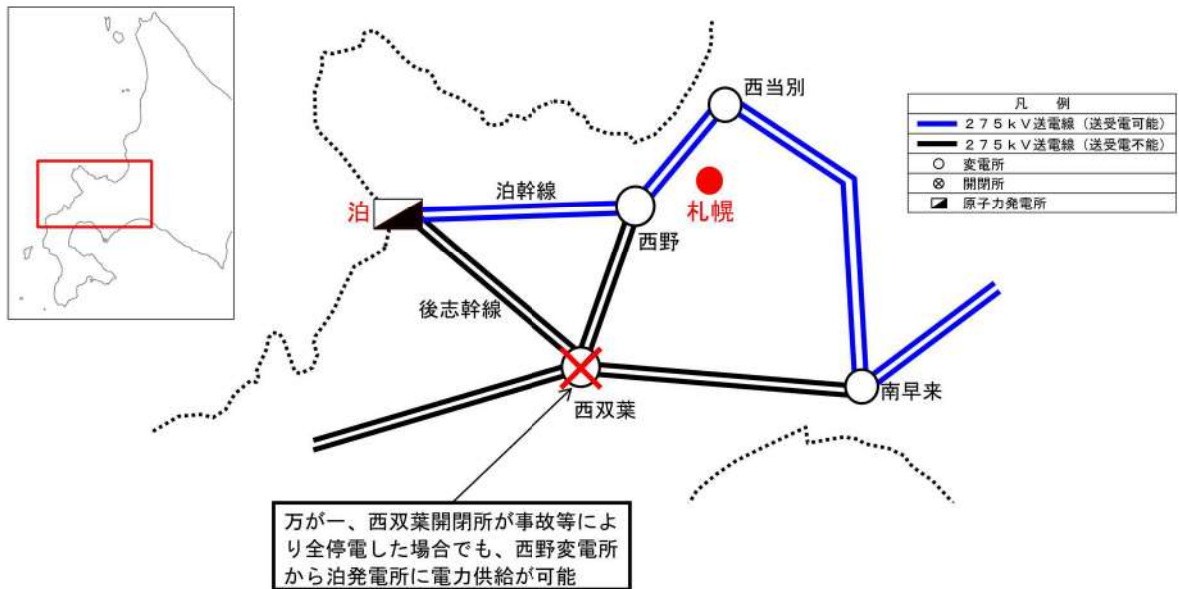 西当別
凡 例
275kV送電線(送受電可能)
275kV送電線(送受電不能)
変電所
開閉所
原子力発電所
泊幹線
泊
札幌
西野
後志幹線
西双葉
南早来
万が一、西双葉開閉所が事故等によ
り全停電した場合でも、西野変電所
から泊発電所に電力供給が可能